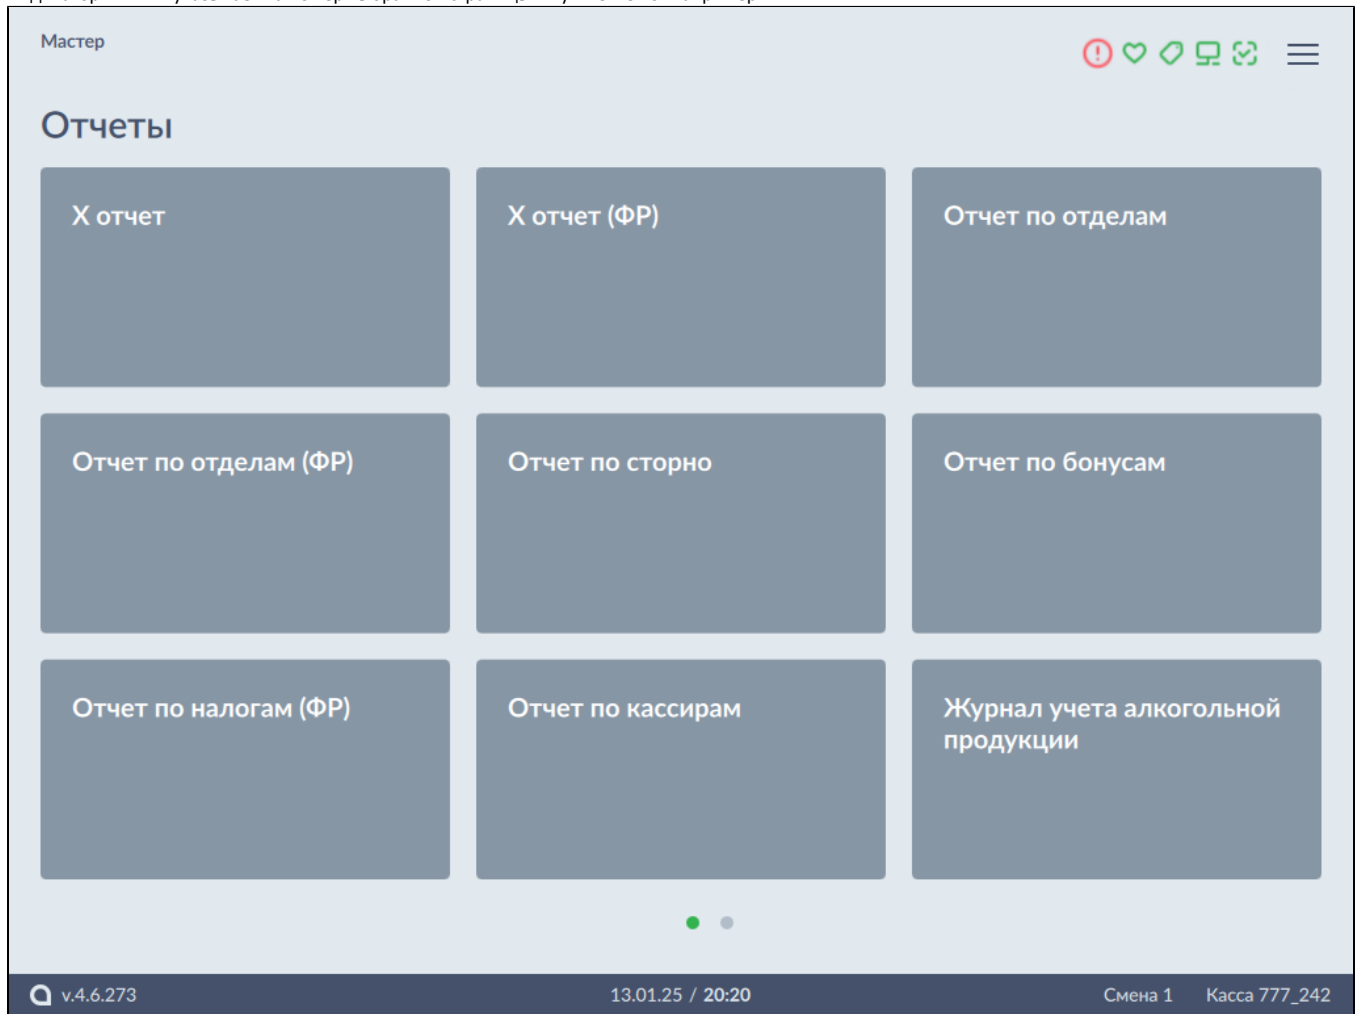 Мастер
Отчеты
X отчет
X отчет (ФР)
Отчет по отделам
Отчет по отделам (ФР)
Отчет по сторно
Отчет по бонусам
Отчет по налогам (ФР)
Отчет по кассирам
Журнал учета алкогольной
продукции
v.4.6.273
13.01.25 / 20:20
Смена 1
Касса 777_242